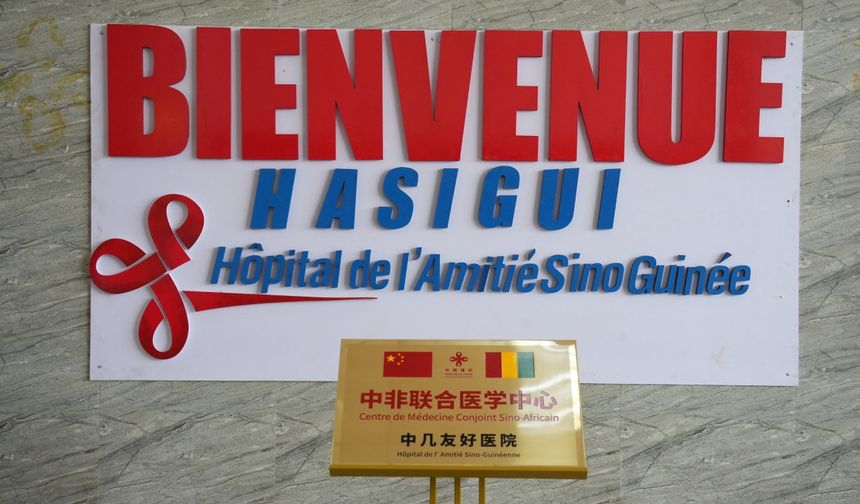 BIENVENUE
HASIGUI
Hôpital de l'Amitié Sino Guinée
中非联合医学中心
Centre de Médecine Conjoint Sino-Africain
中几友好医院
Hôpital de l' Amitié Sino-Guinéenne